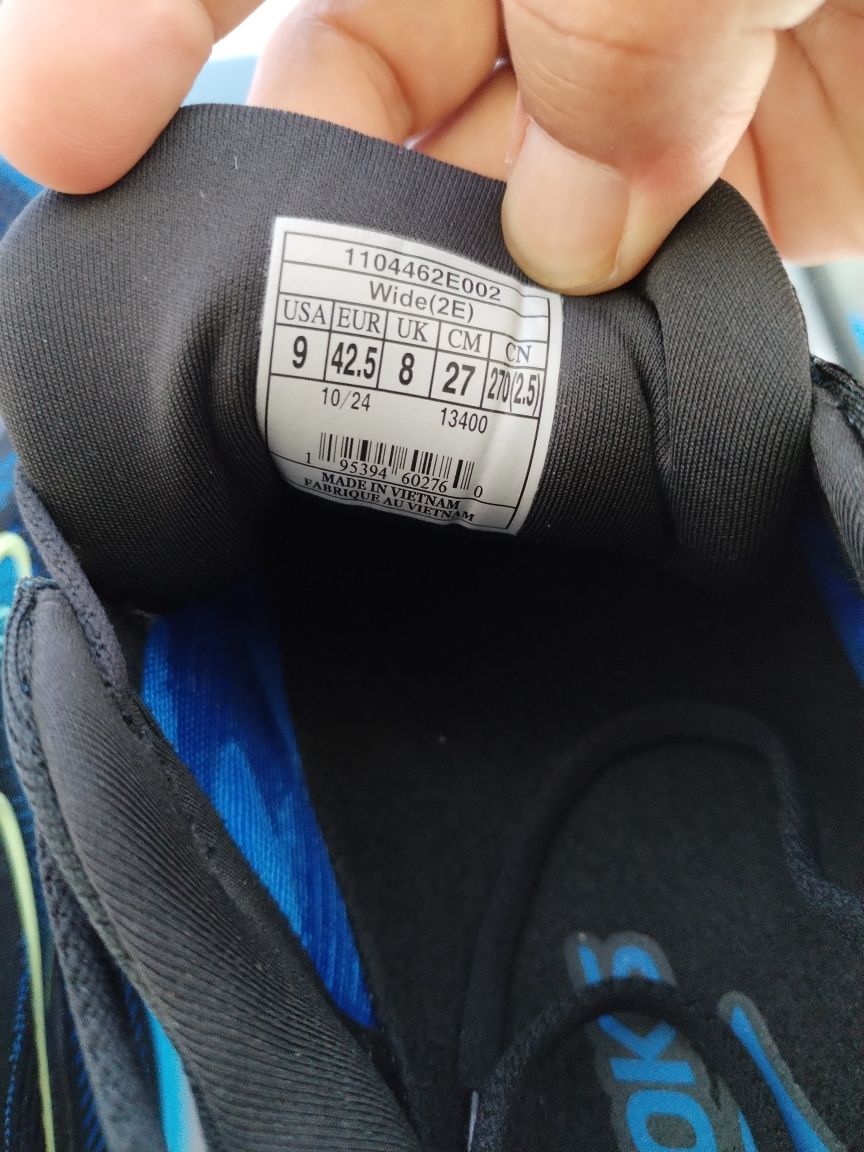 1104462E002
Wide(2E)
USA EUR UK CM CN
9 42.5 8 27 270(2.5)
10/24 13400
1 95394 60276 0
MADE IN VIETNAM
FABRIQUE AU VIETNAM
OKS